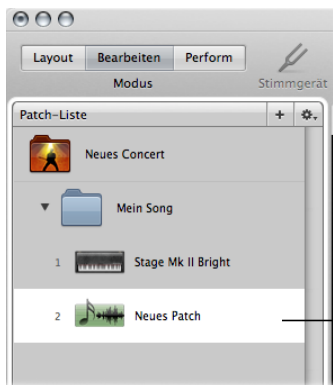 Layout Bearbeiten Perform
Modus Stimmgerät
Patch-Liste +
Neues Concert
Mein Song
1 Stage Mk II Bright
2 Neues Patch